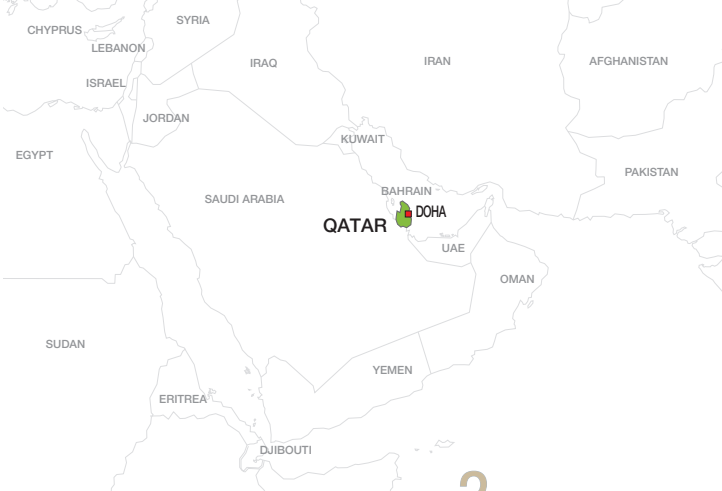 SYRIA
CHYPRUS
LEBANON
IRAQ
IRAN
AFGHANISTAN
ISRAEL
JORDAN
KUWAIT
EGYPT
PAKISTAN
BAHRAIN
SAUDI ARABIA
DOHA
QATAR
UAE
OMAN
SUDAN
YEMEN
ERITREA
DJIBOUTI